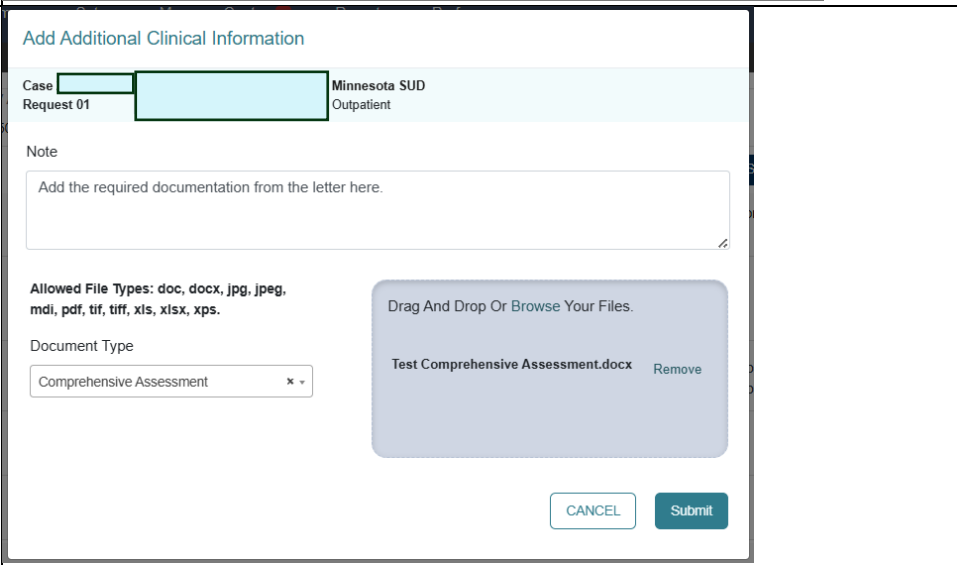 Add Additional Clinical Information
Case
Request 01
Minnesota SUD
Outpatient
Note
Add the required documentation from the letter here.
Allowed File Types: doc, docx, jpg, jpeg,
mdi, pdf, tif, tiff, xls, xlsx, xps.
Document Type
Comprehensive Assessment
Drag And Drop Or Browse Your Files.
Test Comprehensive Assessment.docx
Remove
CANCEL
Submit